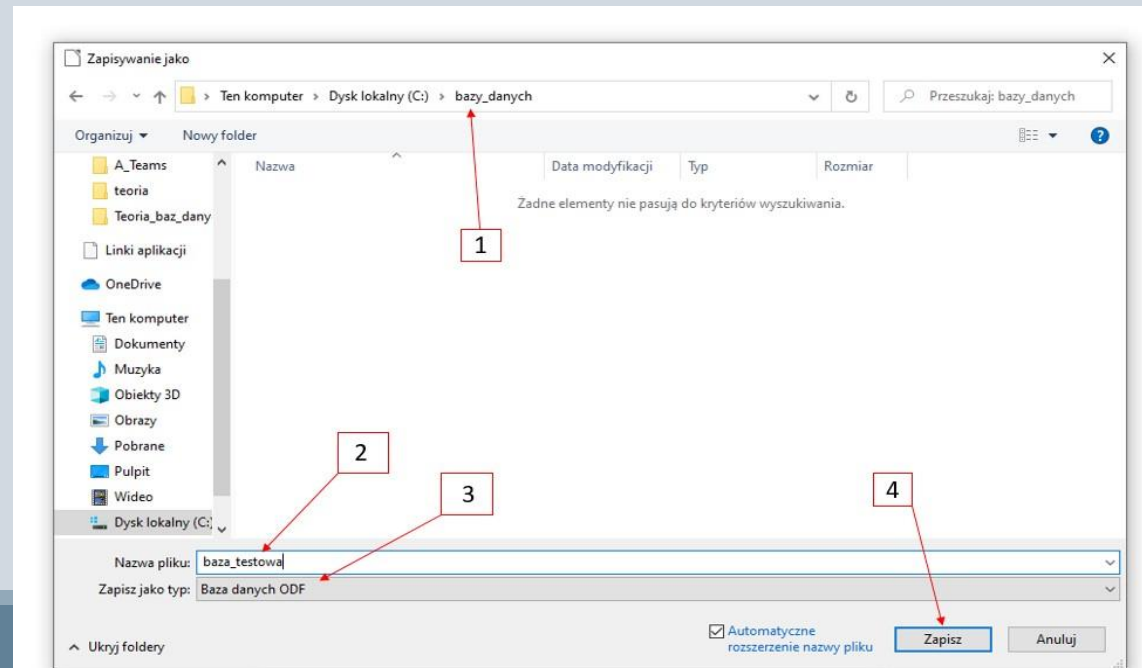 Zapisywanie jako
Ten komputer > Dysk lokalny (C:) > bazy_danych
Przeszukaj: bazy_danych
Organizuj Nowy folder
Nazwa Data modyfikacji Typ Rozmiar
Żadne elementy nie pasują do kryteriów wyszukiwania.
A_Teams
teoria
Teoria_baz_dany
Linki aplikacji
OneDrive
Ten komputer
Dokumenty
Muzyka
Obiekty 3D
Obrazy
Pobrane
Pulpit
Wideo
Dysk lokalny (C:)
1
2
3
4
Nazwa pliku: baza_testowa
Zapisz jako typ: Baza danych ODF
Ukryj foldery
Automatyczne
rozszerzenie nazwy pliku
Zapisz
Anuluj